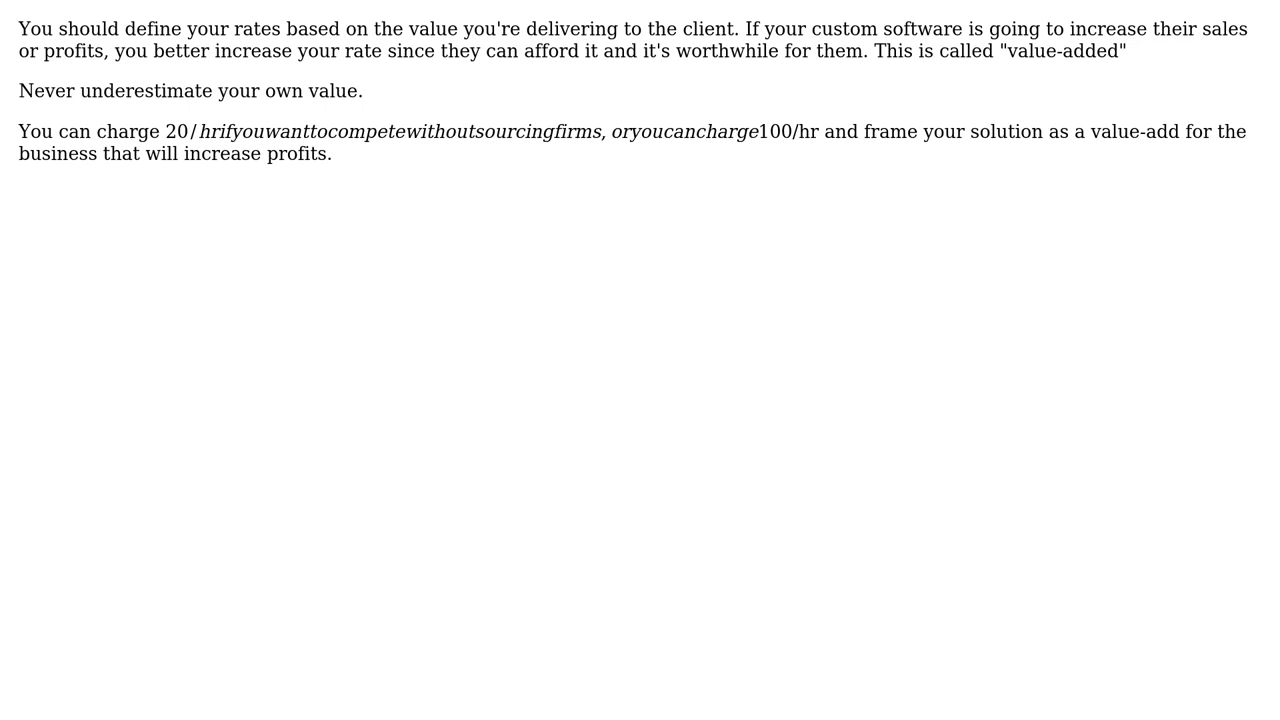 You should define your rates based on the value you're delivering to the client. If your custom software is going to increase their sales
or profits, you better increase your rate since they can afford it and it's worthwhile for them. This is called "value-added"
Never underestimate your own value.
You can charge 20/hrifyouwanttocompetewithoutsourcingfirms, oryoucancharge100/hr and frame your solution as a value-add for the
business that will increase profits.